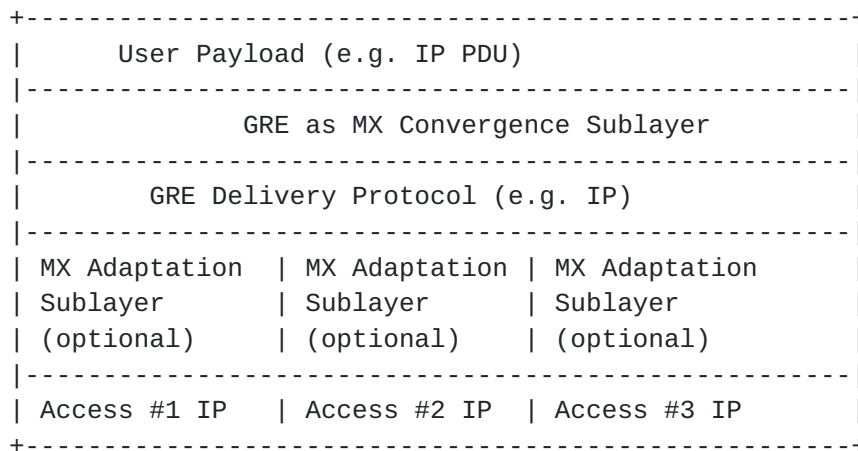 +-----------------------------------------------------+
|      User Payload (e.g. IP PDU)                     |
|-----------------------------------------------------|
|              GRE as MX Convergence Sublayer         |
|-----------------------------------------------------|
|        GRE Delivery Protocol (e.g. IP)              |
|-----------------------------------------------------|
| MX Adaptation  | MX Adaptation | MX Adaptation      |
| Sublayer       | Sublayer      | Sublayer           |
| (optional)     | (optional)    | (optional)         |
|-----------------------------------------------------|
| Access #1 IP   | Access #2 IP  | Access #3 IP       |
+-----------------------------------------------------+